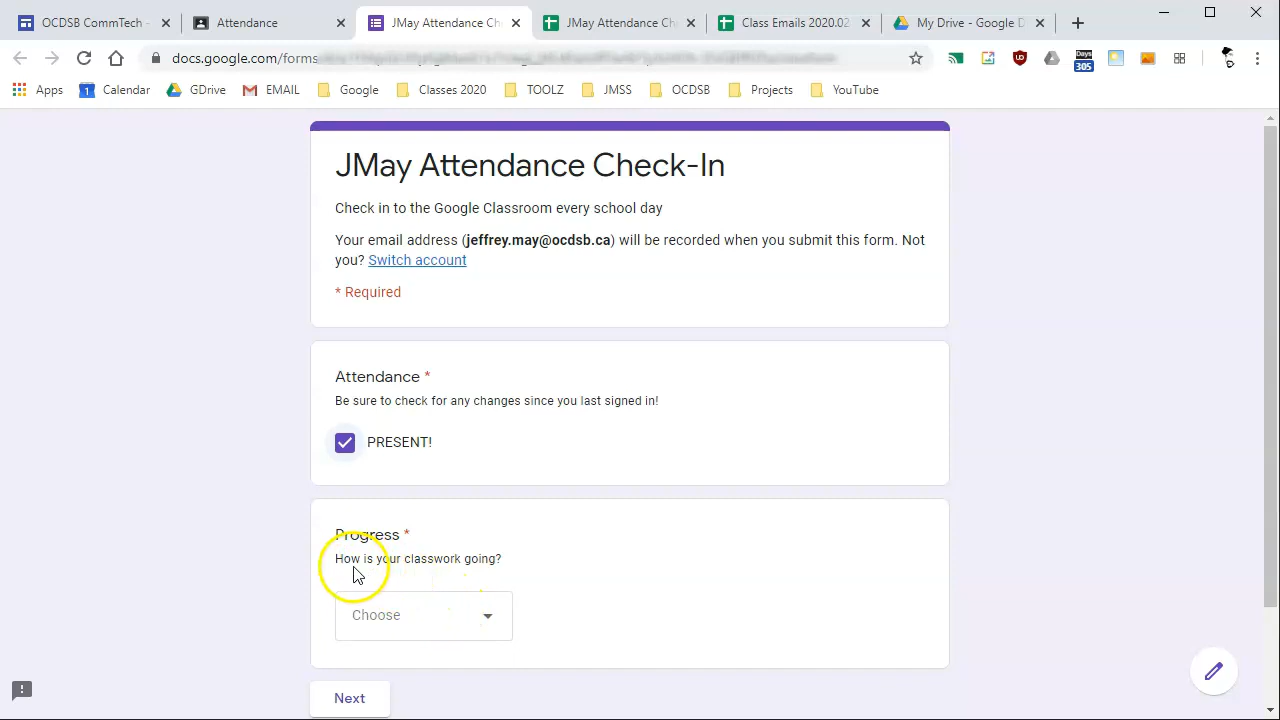 OCDSB CommTech -
Attendance
JMay Attendance Ch
JMay Attendance Che
Class Emails 2020.02
My Drive - Google D
docs.google.com/forms
Days
305
Apps
Calendar
GDrive
EMAIL
Google
Classes 2020
TOOLZ
JMSS
OCDSB
Projects
YouTube
JMay Attendance Check-In
Check in to the Google Classroom every school day
Your email address (jeffrey.may@ocdsb.ca) will be recorded when you submit this form. Not
you? Switch account
* Required
Attendance *
Be sure to check for any changes since you last signed in!
PRESENT!
Progress *
How is your classwork going?
Choose
Next